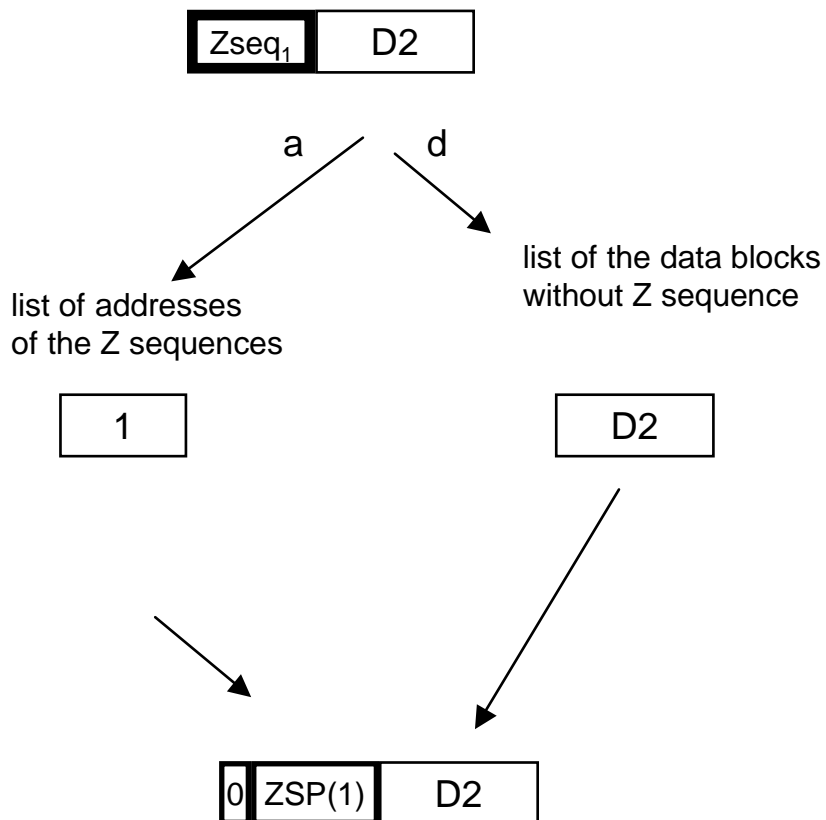 Zseq₁ D2
a d
list of the data blocks
without Z sequence
list of addresses
of the Z sequences
1 D2
0 ZSP(1) D2